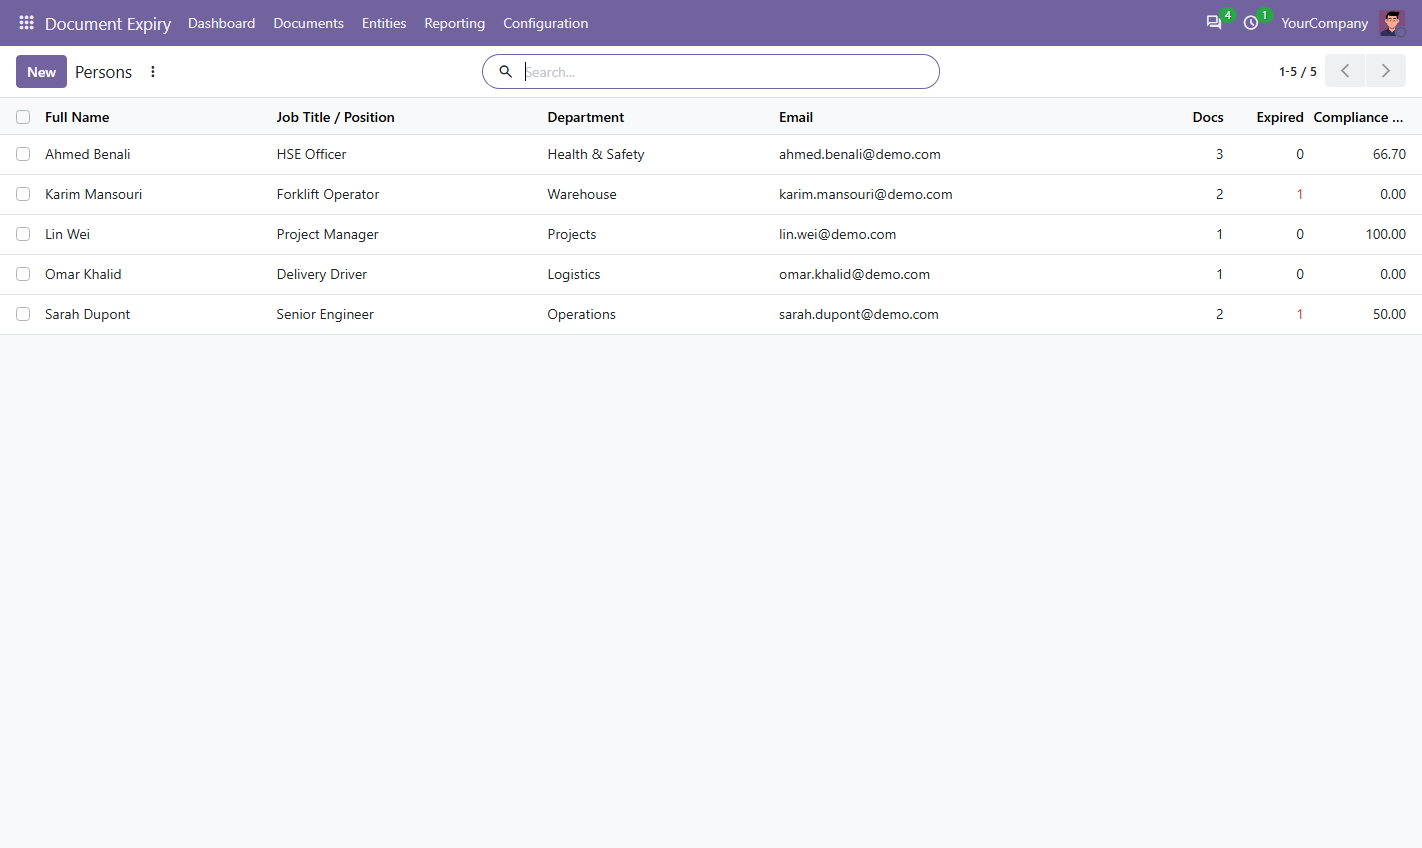 Document Expiry Dashboard Documents Entities Reporting Configuration 4 1 YourCompany
New Persons Search... 1-5 / 5
Full Name Job Title / Position Department Email Docs Expired Compliance ...
Ahmed Benali HSE Officer Health & Safety ahmed.benali@demo.com 3 0 66.70
Karim Mansouri Forklift Operator Warehouse karim.mansouri@demo.com 2 1 0.00
Lin Wei Project Manager Projects lin.wei@demo.com 1 0 100.00
Omar Khalid Delivery Driver Logistics omar.khalid@demo.com 1 0 0.00
Sarah Dupont Senior Engineer Operations sarah.dupont@demo.com 2 1 50.00